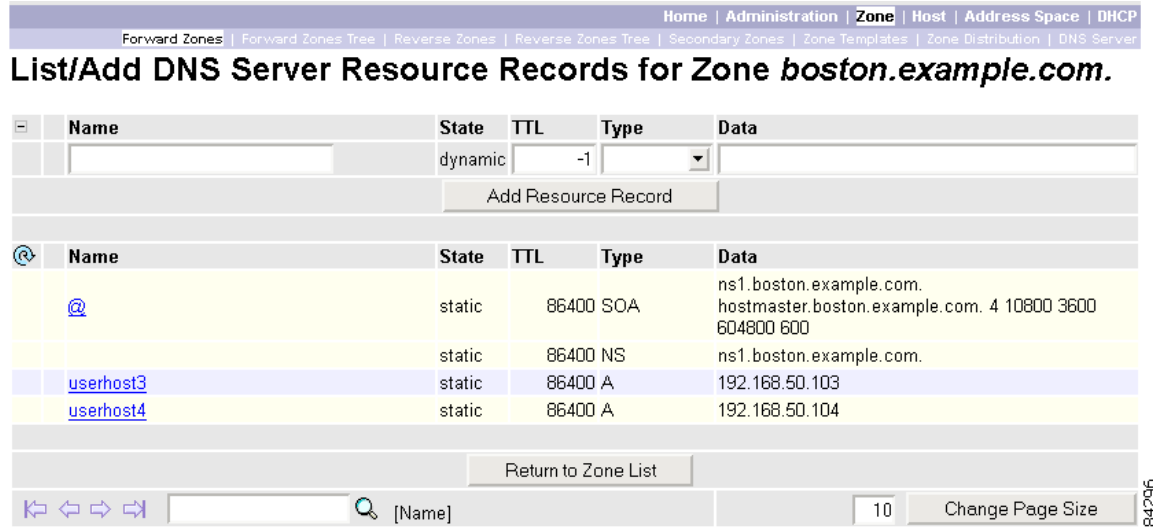 Home | Administration | Zone | Host | Address Space | DHCP
Forward Zones | Forward Zones Tree | Reverse Zones | Reverse Zones Tree | Secondary Zones | Zone Templates | Zone Distribution | DNS Server
List/Add DNS Server Resource Records for Zone boston.example.com.
Name State TTL Type Data
dynamic -1
Add Resource Record
Name State TTL Type Data
@ static 86400 SOA ns1.boston.example.com.
hostmaster.boston.example.com. 4 10800 3600
604800 600
static 86400 NS ns1.boston.example.com.
userhost3 static 86400 A 192.168.50.103
userhost4 static 86400 A 192.168.50.104
Return to Zone List
[Name] 10 Change Page Size
84296